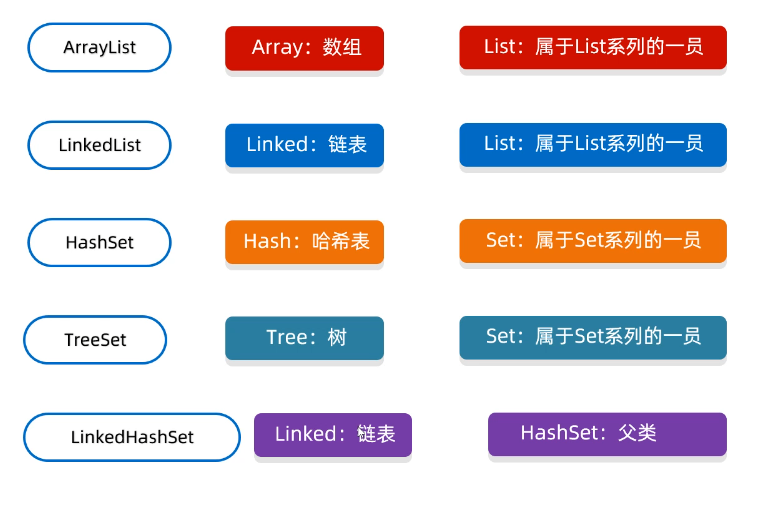 ArrayList Array：数组 List：属于List系列的一员
LinkedList Linked：链表 List：属于List系列的一员
HashSet Hash：哈希表 Set：属于Set系列的一员
TreeSet Tree：树 Set：属于Set系列的一员
LinkedHashSet Linked：链表 HashSet：父类